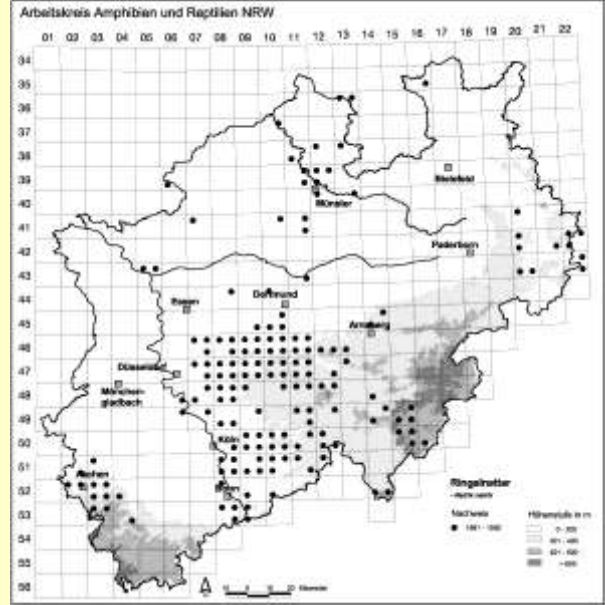 Arbeitskreis Amphibien und Reptilien NRW
01 02 03 04 05 06 07 08 09 10 11 12 13 14 15 16 17 18 19 20 21 22
34
35
36
37
38
39
40
41
42
43
44
45
46
47
48
49
50
51
52
53
54
55
56
Bielefeld
Münster
Paderborn
Essen
Dortmund
Arnsberg
Düsseldorf
Mönchen-
gladbach
Köln
Aachen
Bonn
Ringelnatter
Nachweis
Höhenstufe in m